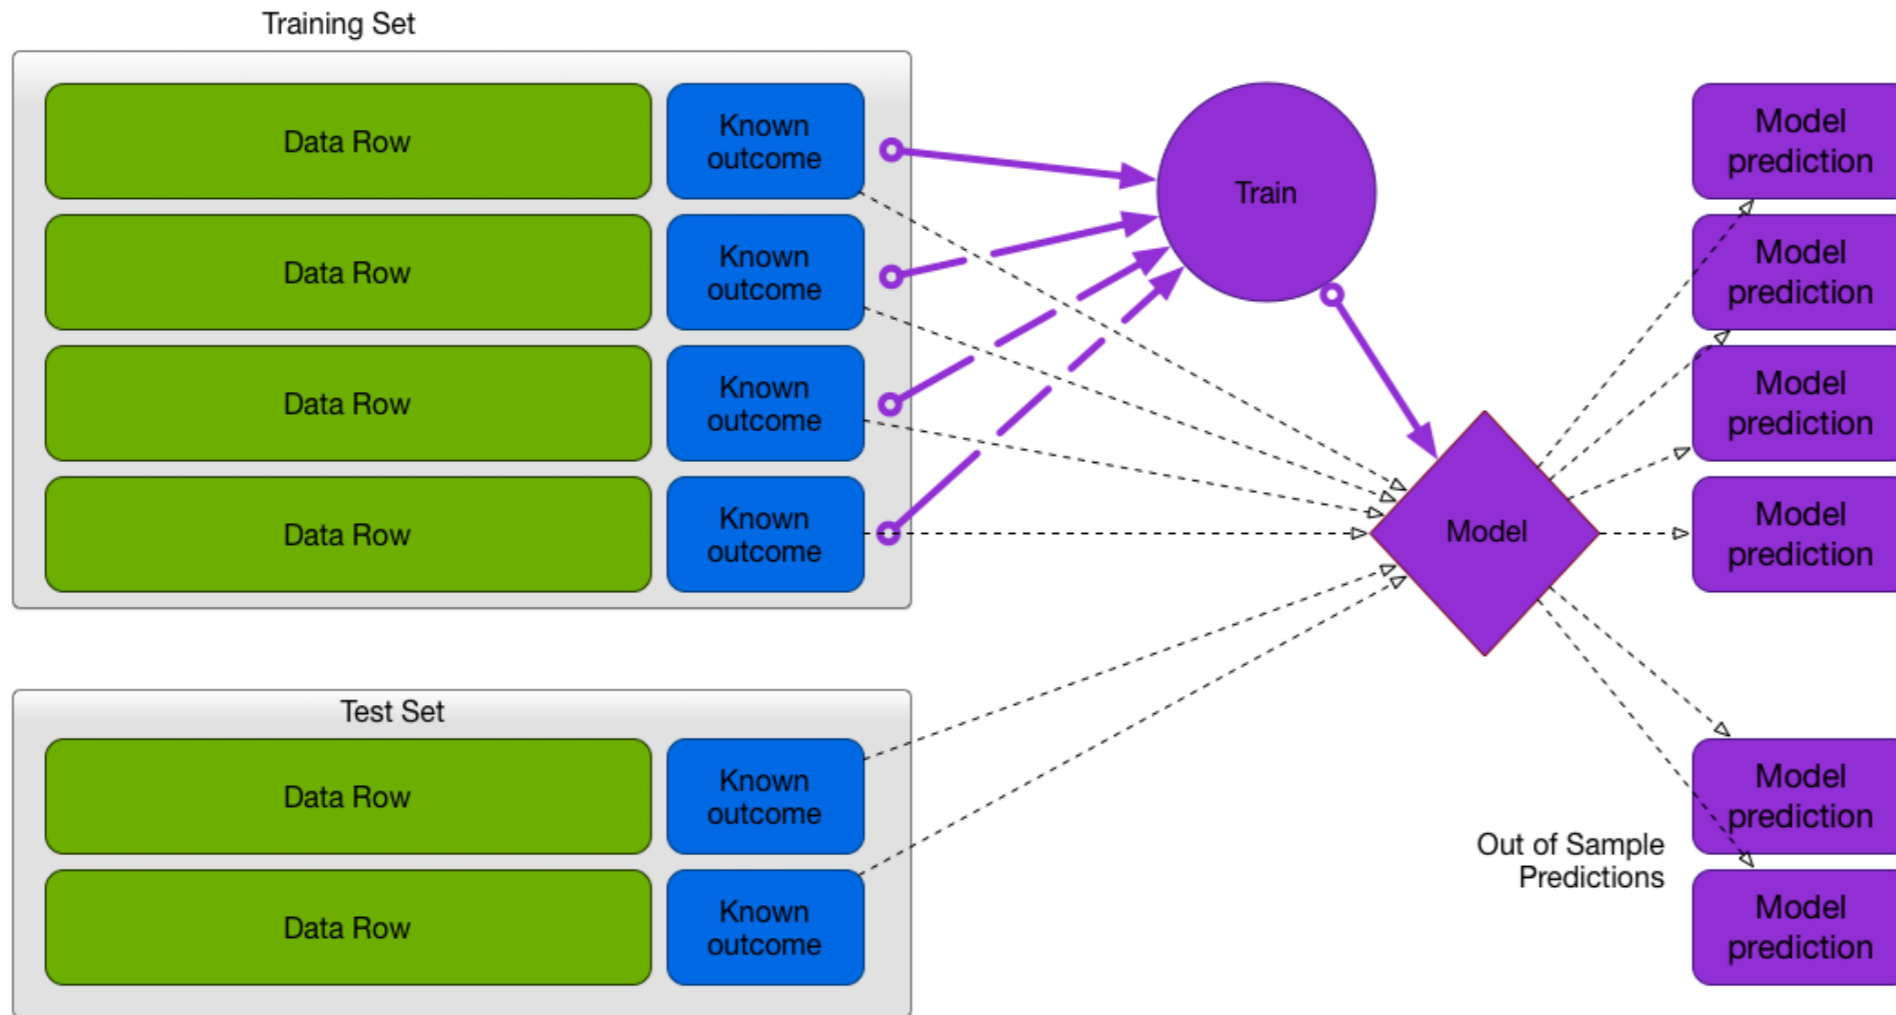 Training Set
Data Row
Known
outcome
Data Row
Known
outcome
Data Row
Known
outcome
Data Row
Known
outcome
Train
Model
Model
prediction
Model
prediction
Model
prediction
Model
prediction
Test Set
Data Row
Known
outcome
Data Row
Known
outcome
Out of Sample
Predictions
Model
prediction
Model
prediction